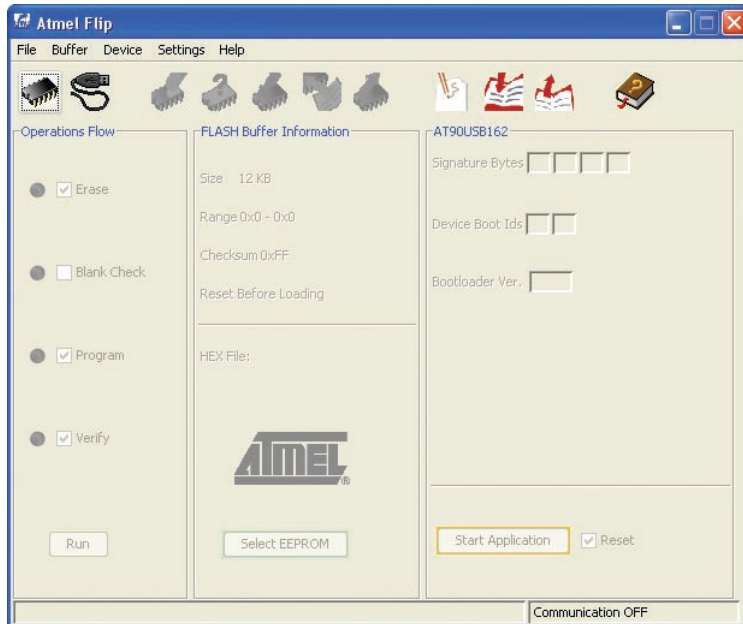 Atmel Flip
File Buffer Device Settings Help
Operations Flow
Erase
Blank Check
Program
Verify
Run
FLASH Buffer Information
Size 12 KB
Range 0x0 - 0x0
Checksum 0xFF
Reset Before Loading
HEX File:
ATMEL®
Select EEPROM
AT90USB162
Signature Bytes
Device Boot Ids
Bootloader Ver.
Start Application Reset
Communication OFF